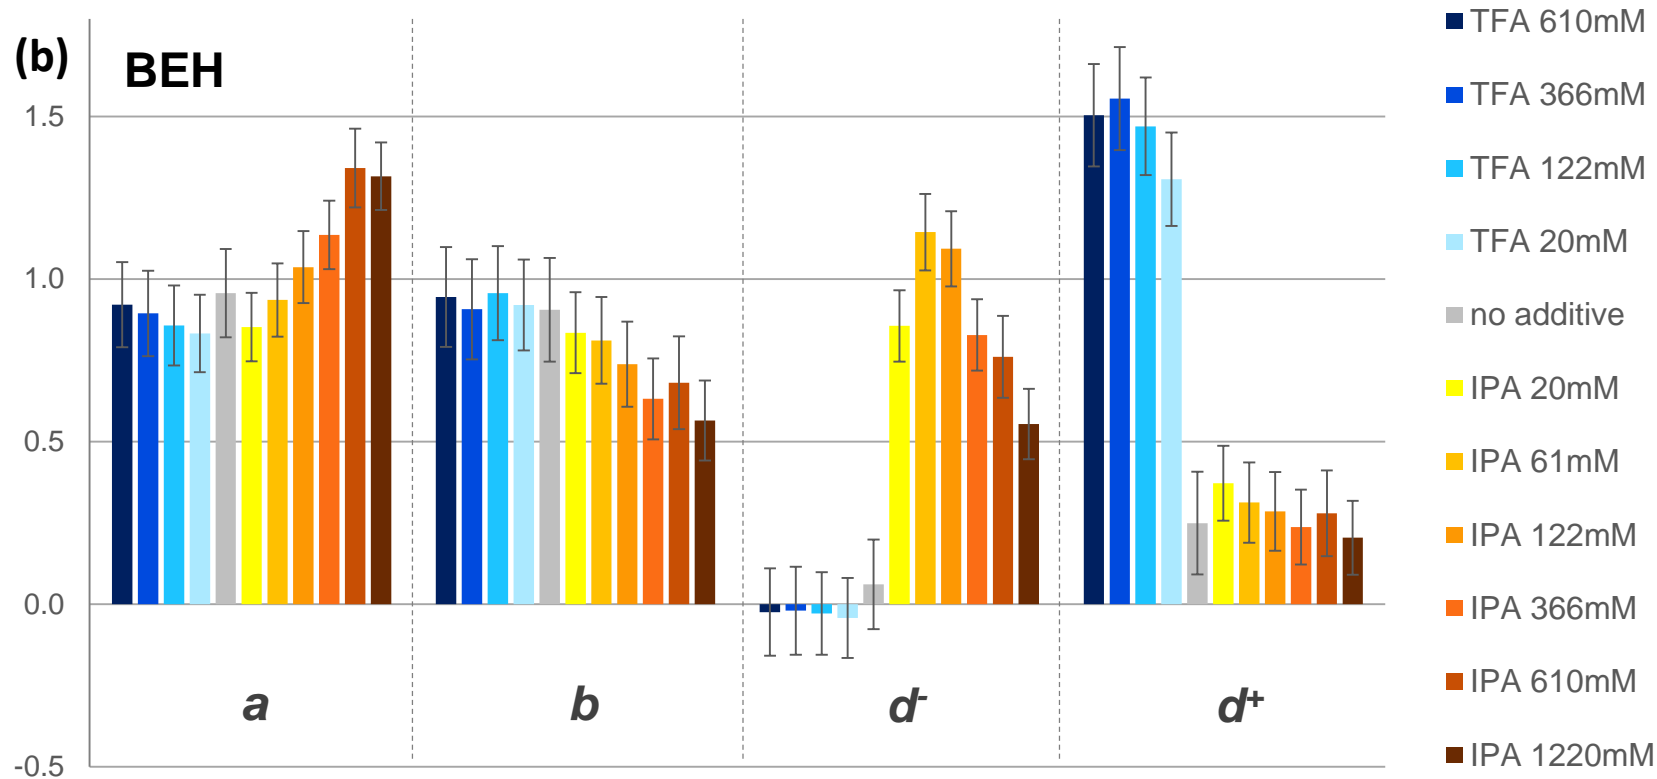 (b)
BEH
1.5
1.0
0.5
0.0
-0.5
a
b
d-
d+
TFA 610mM
TFA 366mM
TFA 122mM
TFA 20mM
no additive
IPA 20mM
IPA 61mM
IPA 122mM
IPA 366mM
IPA 610mM
IPA 1220mM